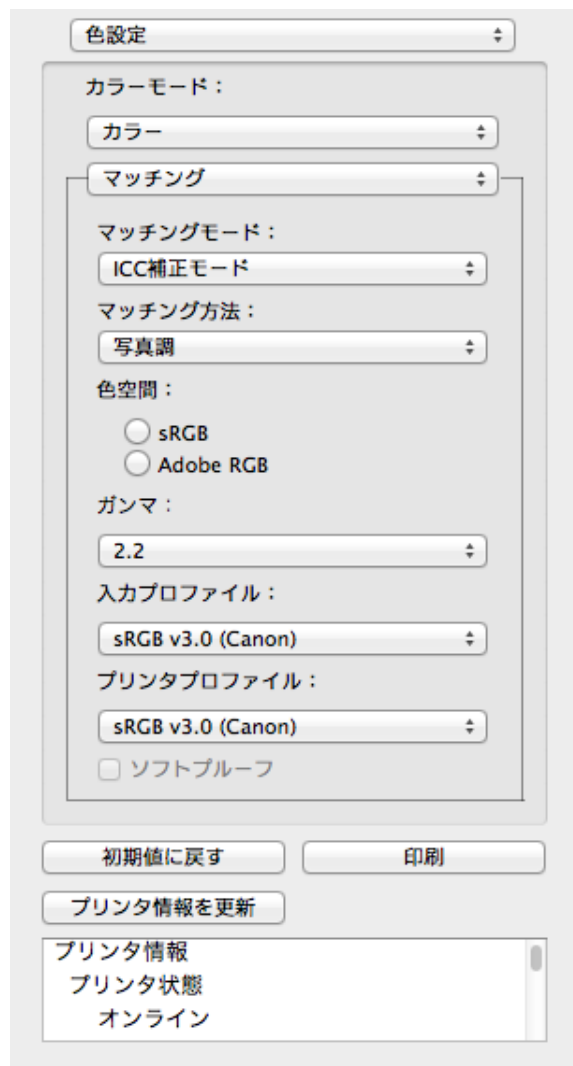 色設定
カラーモード：
カラー
マッチング
マッチングモード：
ICC補正モード
マッチング方法：
写真調
色空間：
sRGB
Adobe RGB
ガンマ：
2.2
入力プロファイル：
sRGB v3.0 (Canon)
プリンタプロファイル：
sRGB v3.0 (Canon)
ソフトプルーフ
初期値に戻す 印刷
プリンタ情報を更新
プリンタ情報
プリンタ状態
オンライン